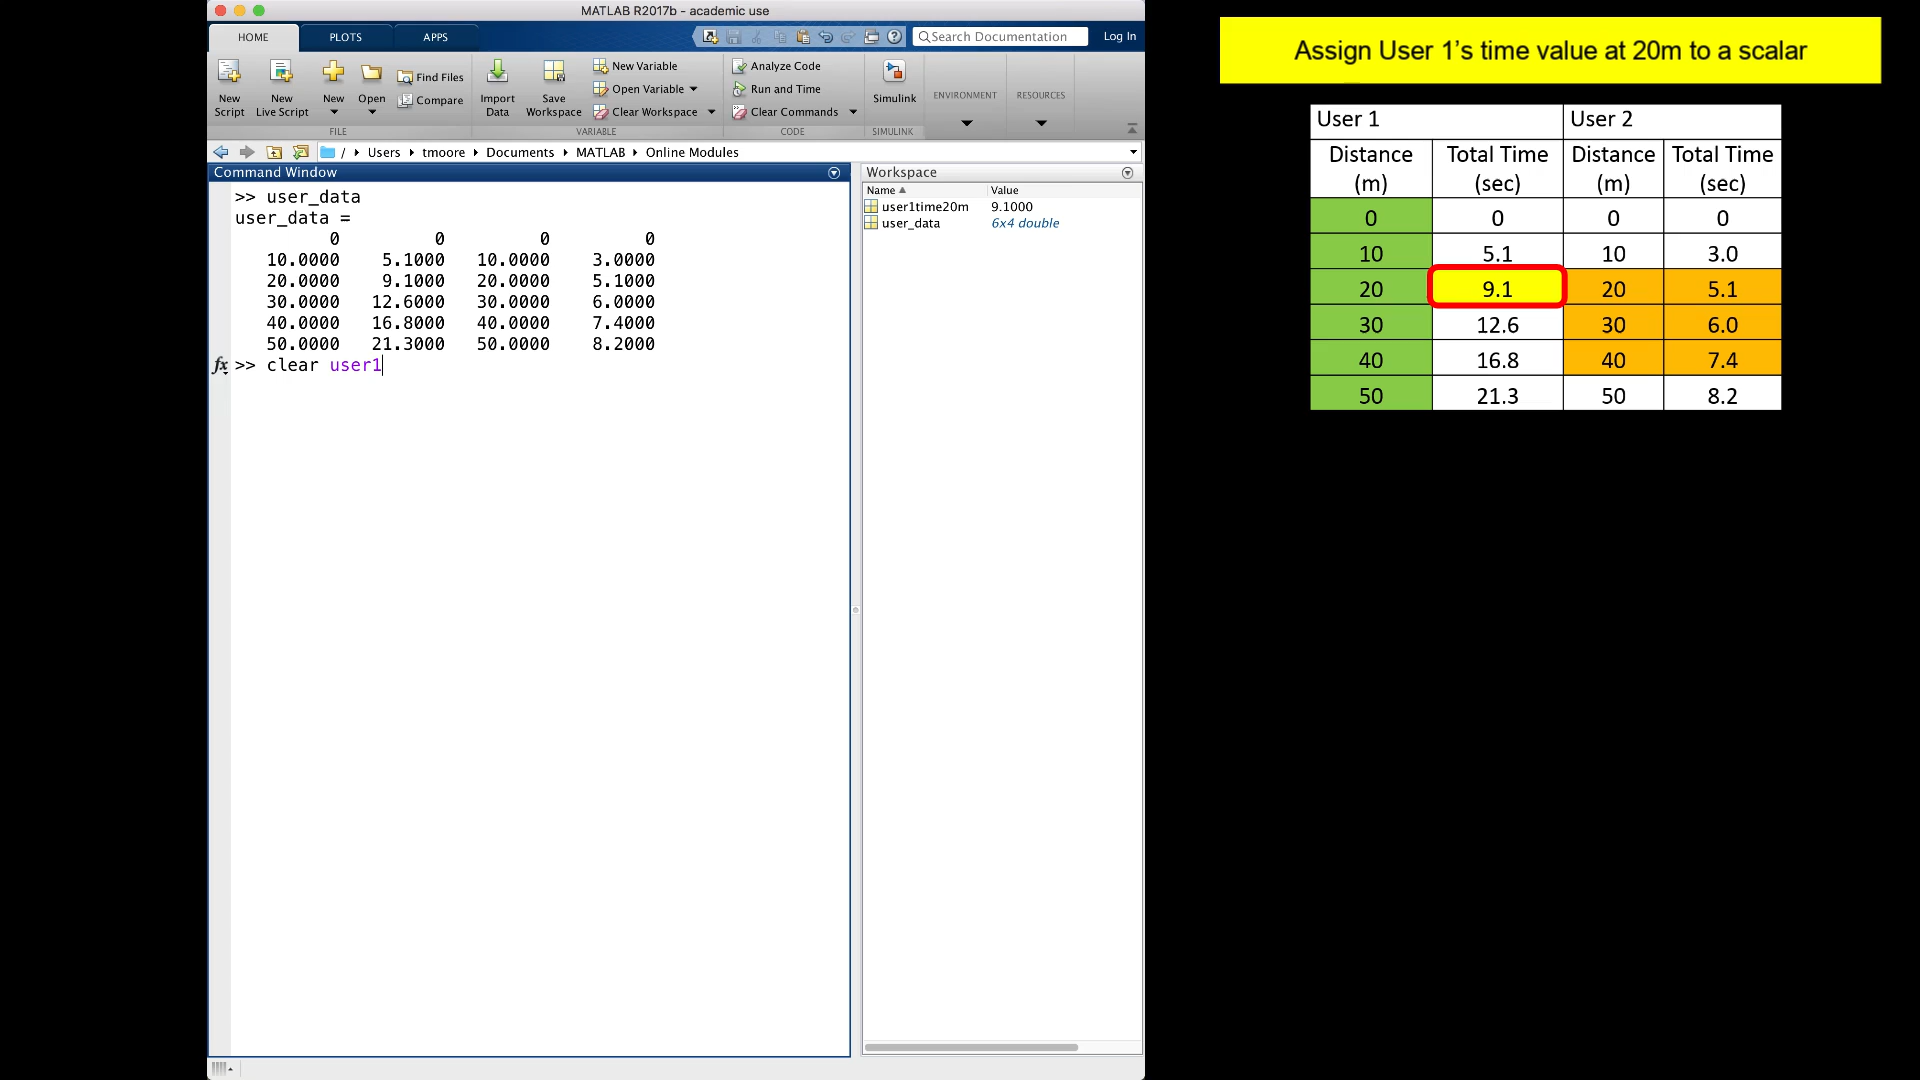 MATLAB R2017b - academic use
HOME PLOTS APPS
Search Documentation Log In
New Script
New Live Script
New
Open
Find Files
Compare
FILE
Import Data
Save Workspace
New Variable
Open Variable
Clear Workspace
VARIABLE
Analyze Code
Run and Time
Clear Commands
CODE
Simulink
SIMULINK
ENVIRONMENT
RESOURCES
/ Users tmoore Documents MATLAB Online Modules
Command Window
>> user_data
user_data =
0 0 0 0
10.0000 5.1000 10.0000 3.0000
20.0000 9.1000 20.0000 5.1000
30.0000 12.6000 30.0000 6.0000
40.0000 16.8000 40.0000 7.4000
50.0000 21.3000 50.0000 8.2000
fx >> clear user1
Workspace
Name Value
user1time20m 9.1000
user_data 6x4 double
Assign User 1’s time value at 20m to a scalar
User 1 User 2
Distance Total Time Distance Total Time
(m) (sec) (m) (sec)
0 0 0 0
10 5.1 10 3.0
20 9.1 20 5.1
30 12.6 30 6.0
40 16.8 40 7.4
50 21.3 50 8.2